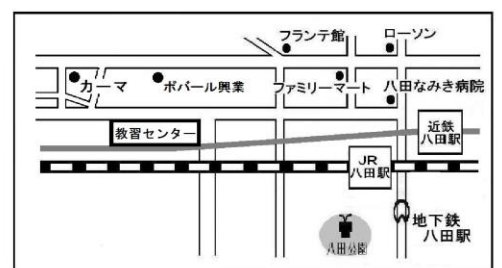 フランテ館
ローソン
カーマ
ボバール興業
ファミリーマート
八田なみき病院
教習センター
近鉄
八田駅
JR
八田駅
地下鉄
八田駅
八田公園